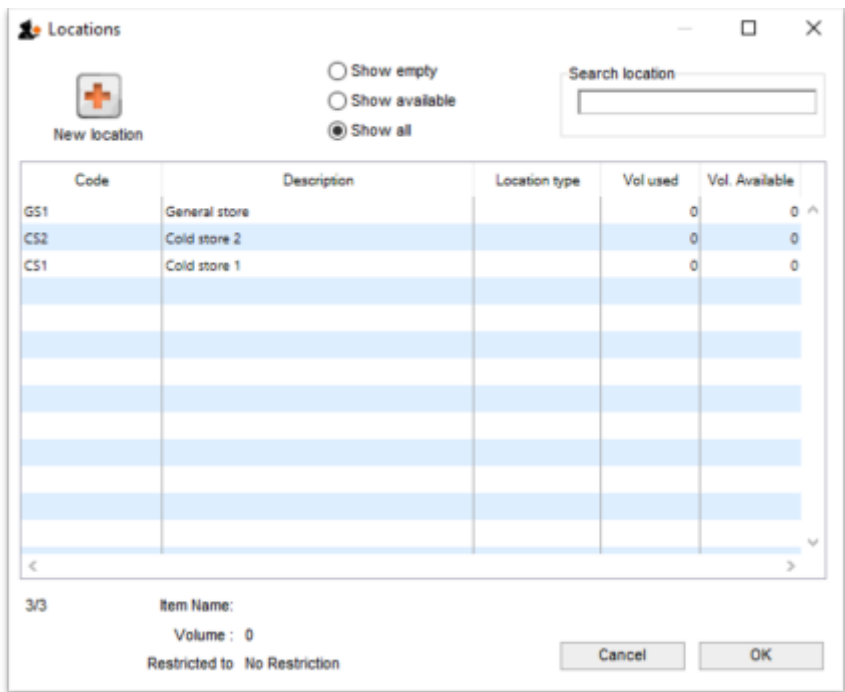 Locations
Show empty
Show available
Show all
Search location
New location
Code Description Location type Vol used Vol. Available
GS1 General store 0 0
CS2 Cold store 2 0 0
CS1 Cold store 1 0 0
3/3 Item Name:
Volume : 0
Restricted to No Restriction
Cancel OK